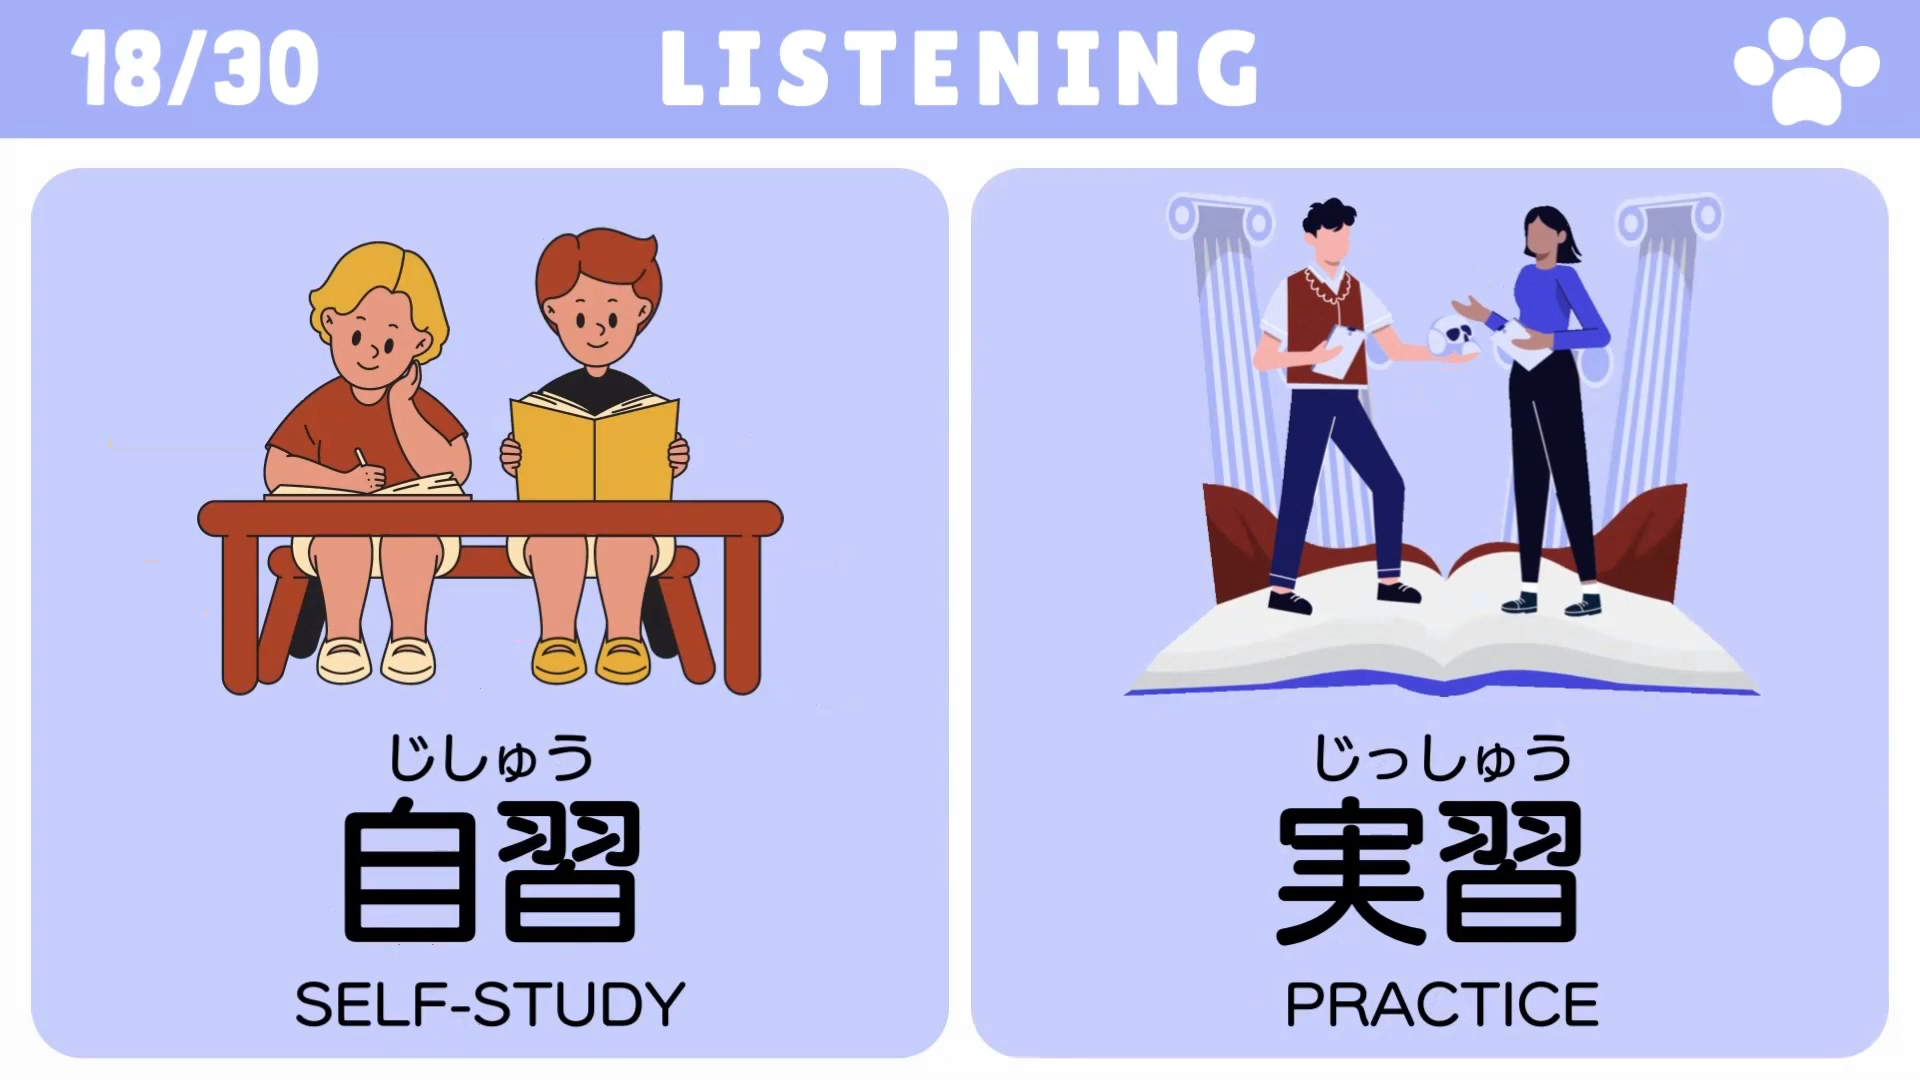 18/30
LISTENING
じしゅう
自習
SELF-STUDY
じっしゅう
実習
PRACTICE